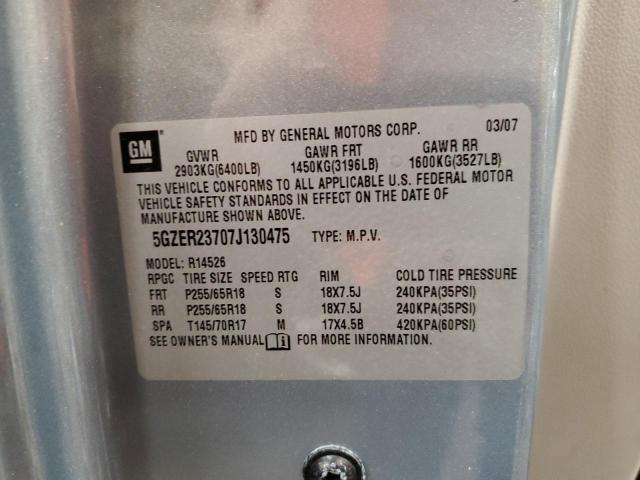 MFD BY GENERAL MOTORS CORP. 03/07
GM
GVWR GAWR FRT GAWR RR
2903KG(6400LB) 1450KG(3196LB) 1600KG(3527LB)
THIS VEHICLE CONFORMS TO ALL APPLICABLE U.S. FEDERAL MOTOR
VEHICLE SAFETY STANDARDS IN EFFECT ON THE DATE OF
MANUFACTURE SHOWN ABOVE.
5GZER23707J130475 TYPE: M.P.V.
MODEL: R14526
RPGC TIRE SIZE SPEED RTG RIM COLD TIRE PRESSURE
FRT P255/65R18 S 18X7.5J 240KPA(35PSI)
RR P255/65R18 S 18X7.5J 240KPA(35PSI)
SPA T145/70R17 M 17X4.5B 420KPA(60PSI)
SEE OWNER'S MANUAL i FOR MORE INFORMATION.